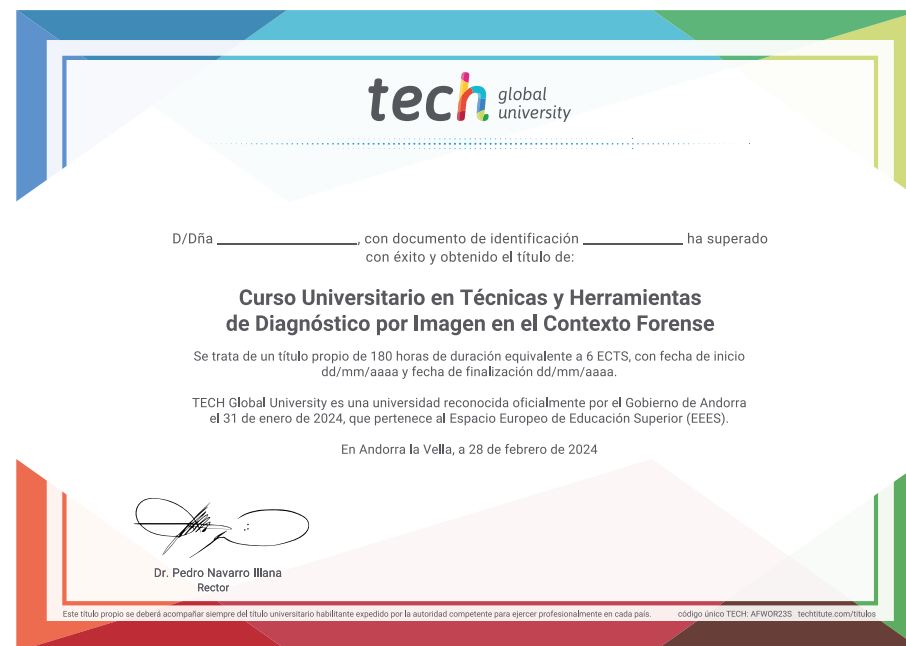 tech global university
D/Dña ____________________, con documento de identificación ______________ ha superado
con éxito y obtenido el título de:
Curso Universitario en Técnicas y Herramientas
de Diagnóstico por Imagen en el Contexto Forense
Se trata de un título propio de 180 horas de duración equivalente a 6 ECTS, con fecha de inicio
dd/mm/aaaa y fecha de finalización dd/mm/aaaa.
TECH Global University es una universidad reconocida oficialmente por el Gobierno de Andorra
el 31 de enero de 2024, que pertenece al Espacio Europeo de Educación Superior (EEES).
En Andorra la Vella, a 28 de febrero de 2024
Dr. Pedro Navarro Illana
Rector
Este título propio se deberá acompañar siempre del título universitario habilitante expedido por la autoridad competente para ejercer profesionalmente en cada país. código único TECH: AFWOR23S techtitute.com/titulos